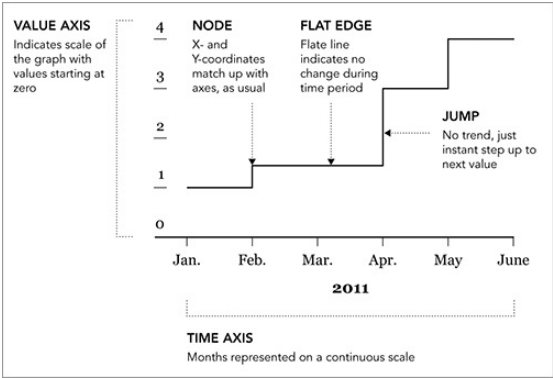 VALUE AXIS
Indicates scale of
the graph with
values starting at
zero
NODE
X- and
Y-coordinates
match up with
axes, as usual
FLAT EDGE
Flate line
indicates no
change during
time period
JUMP
No trend, just
instant step up to
next value
4
3
2
1
0
Jan. Feb. Mar. Apr. May June
2011
TIME AXIS
Months represented on a continuous scale